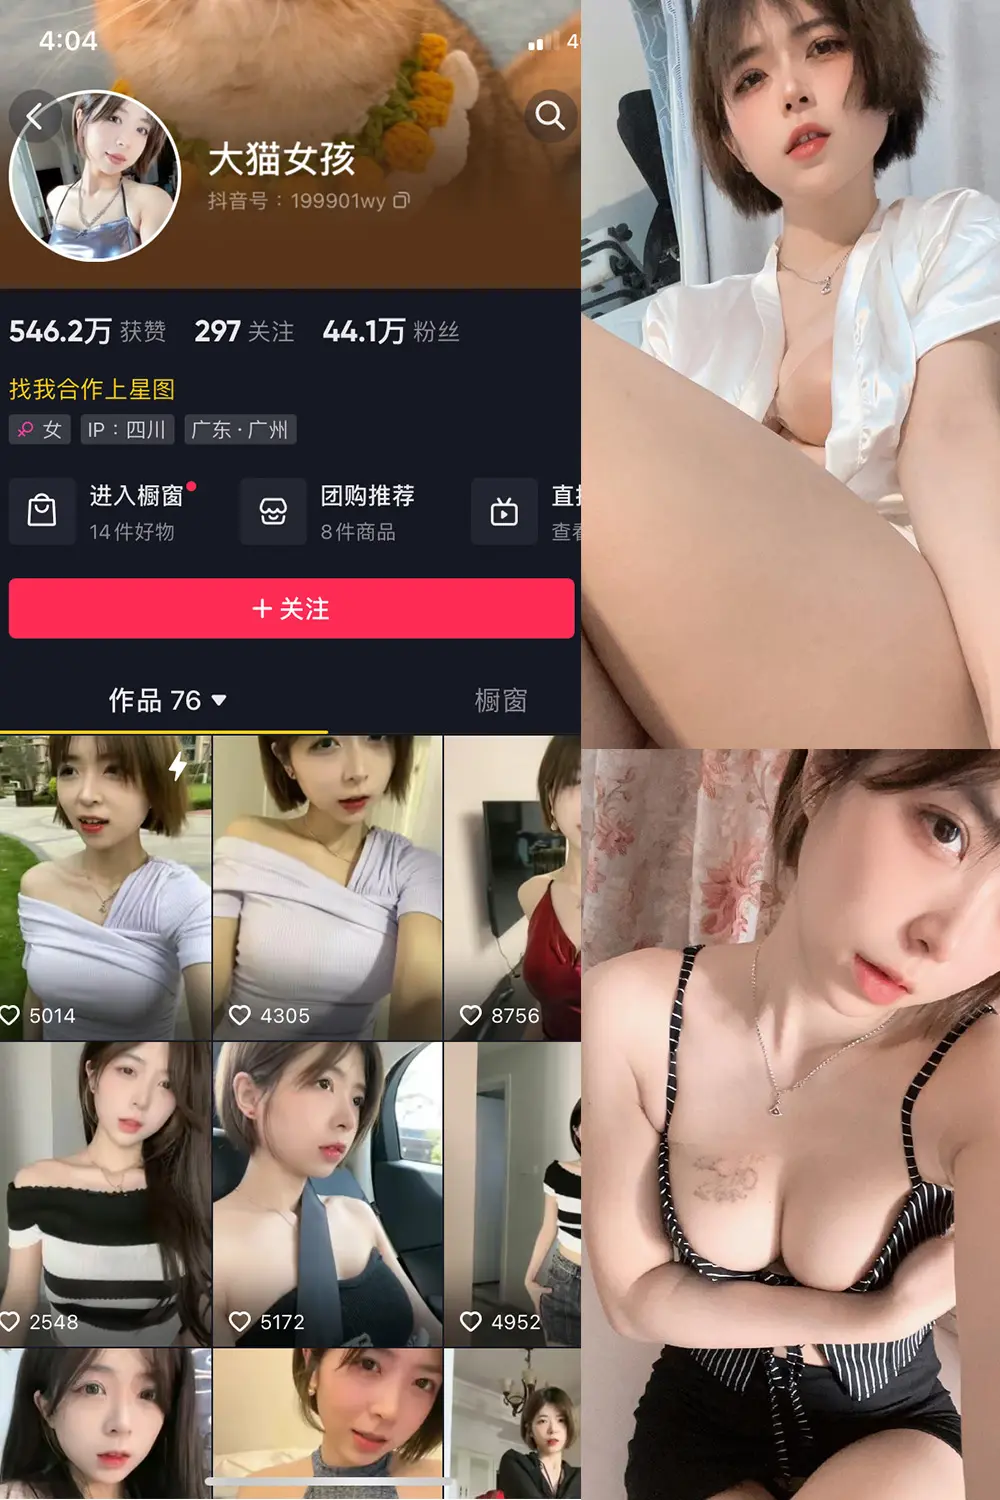 4:04
4
大猫女孩
抖音号：199901wy
546.2万 获赞 297 关注 44.1万 粉丝
找我合作上星图
女 IP：四川 广东·广州
进入橱窗 团购推荐 直
14件好物 8件商品 查看
+ 关注
作品 76 橱窗
5014 4305 8756
2548 5172 4952